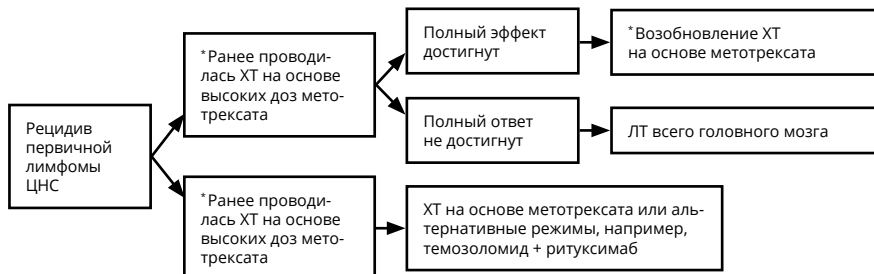 Рецидив
первичной
лимфомы
ЦНС
*Ранее проводи-
лась ХТ на основе
высоких доз мето-
трексата
Полный эффект
достигнут
*Возобновление ХТ
на основе метотрексата
Полный ответ
не достигнут
ЛТ всего головного мозга
*Ранее проводи-
лась ХТ на основе
высоких доз мето-
трексата
ХТ на основе метотрексата или аль-
тернативные режимы, например,
темозоломид + ритуксимаб